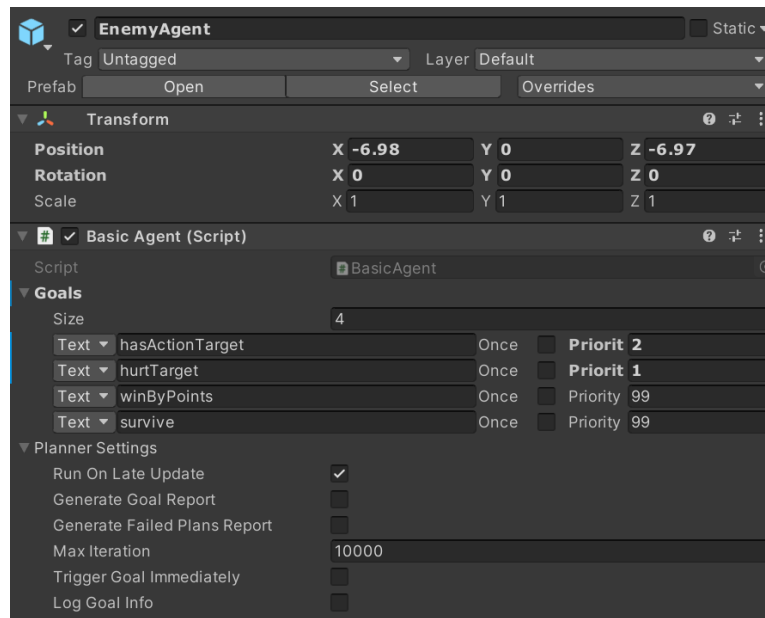 EnemyAgent Static
Tag Untagged Layer Default
Prefab Open Select Overrides
Transform
Position X -6.98 Y 0 Z -6.97
Rotation X 0 Y 0 Z 0
Scale X 1 Y 1 Z 1
# Basic Agent (Script)
Script # BasicAgent
Goals
Size 4
Text hasActionTarget Once Priorit 2
Text hurtTarget Once Priorit 1
Text winByPoints Once Priority 99
Text survive Once Priority 99
Planner Settings
Run On Late Update
Generate Goal Report
Generate Failed Plans Report
Max Iteration 10000
Trigger Goal Immediately
Log Goal Info